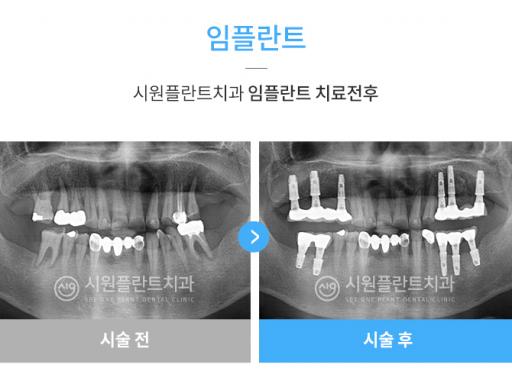 임플란트
시원플란트치과 임플란트 치료전후
시원플란트치과
SEE ONE PLANT DENTAL CLINIC
시원플란트치과
SEE ONE PLANT DENTAL CLINIC
시술 전
시술 후